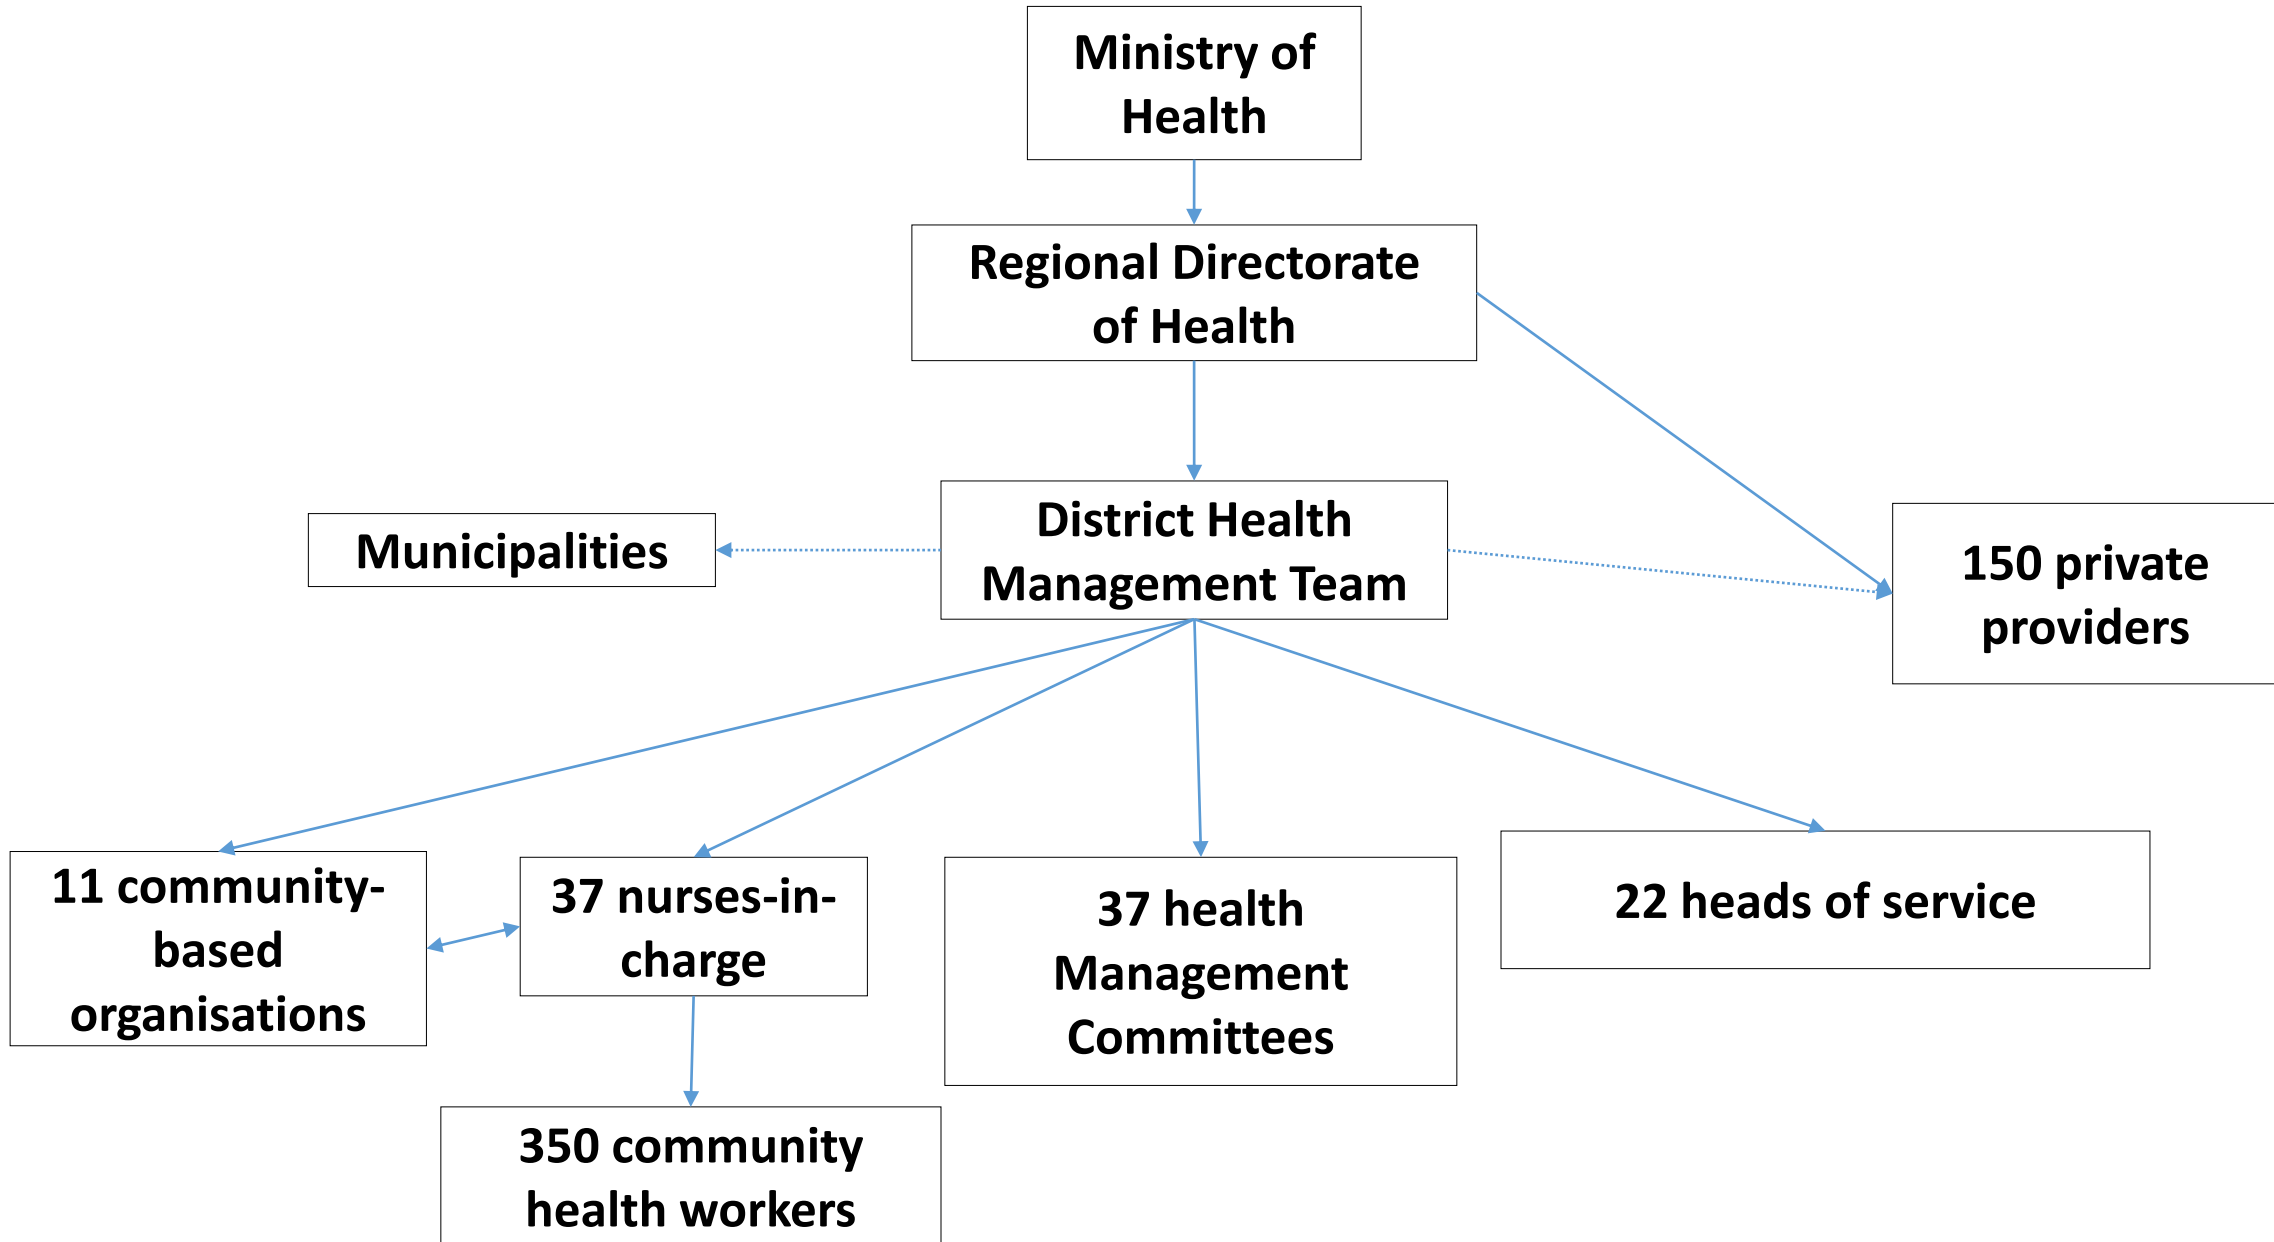 Ministry of
Health
Regional Directorate
of Health
Municipalities
District Health
Management Team
150 private
providers
11 community-
based
organisations
37 nurses-in-
charge
37 health
Management
Committees
22 heads of service
350 community
health workers